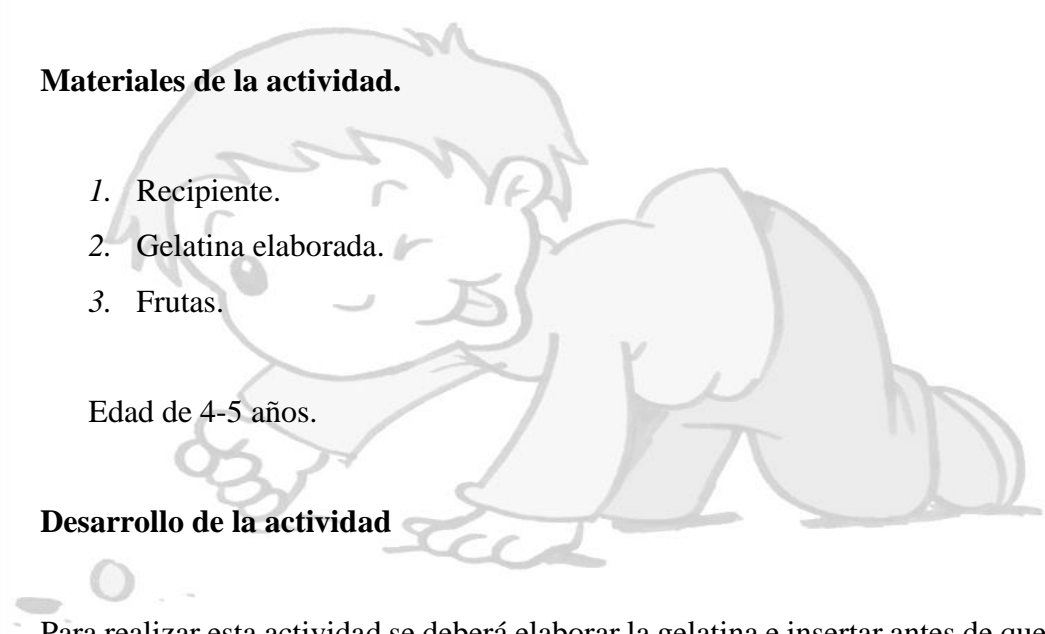 Materiales de la actividad.
1. Recipiente.
2. Gelatina elaborada.
3. Frutas.
Edad de 4-5 años.
Desarrollo de la actividad
Para realizar esta actividad se deberá elaborar la gelatina e insertar antes de que